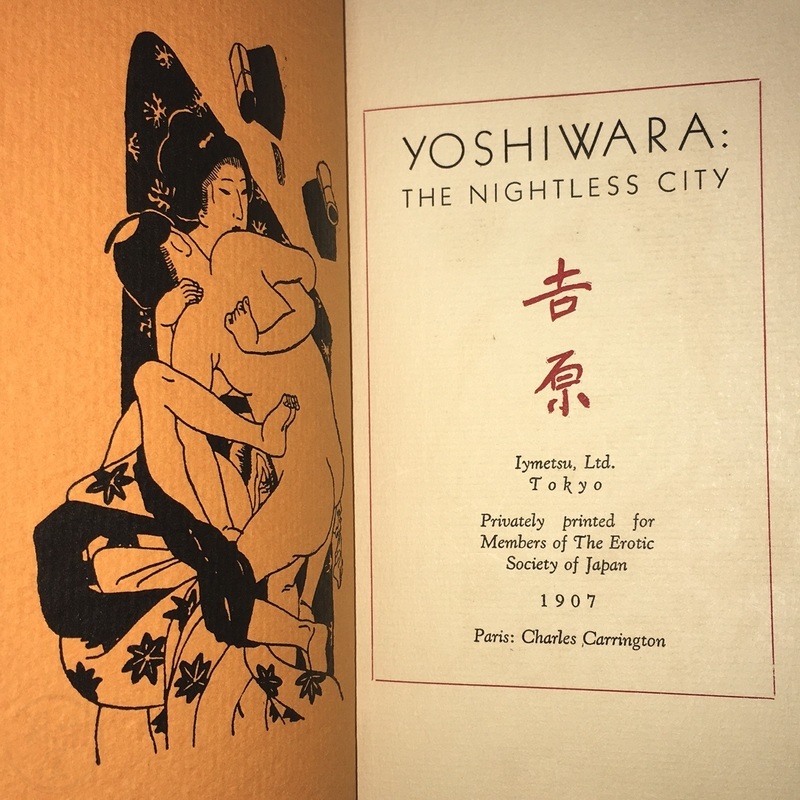 YOSHIWARA:
THE NIGHTLESS CITY
吉
原
Iymetsu, Ltd.
Tokyo
Privately printed for
Members of The Erotic
Society of Japan
1907
Paris: Charles Carrington